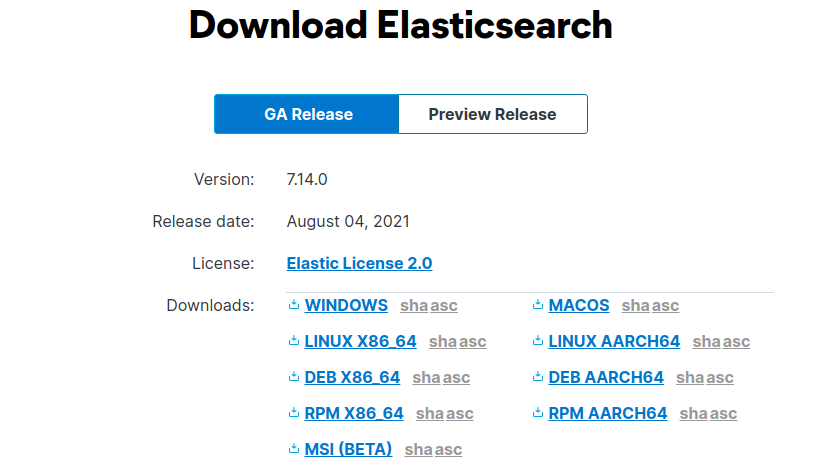 Download Elasticsearch
GA Release Preview Release
Version: 7.14.0
Release date: August 04, 2021
License: Elastic License 2.0
Downloads: WINDOWS sha asc MACOS sha asc
LINUX X86_64 sha asc LINUX AARCH64 sha asc
DEB X86_64 sha asc DEB AARCH64 sha asc
RPM X86_64 sha asc RPM AARCH64 sha asc
MSI (BETA) sha asc